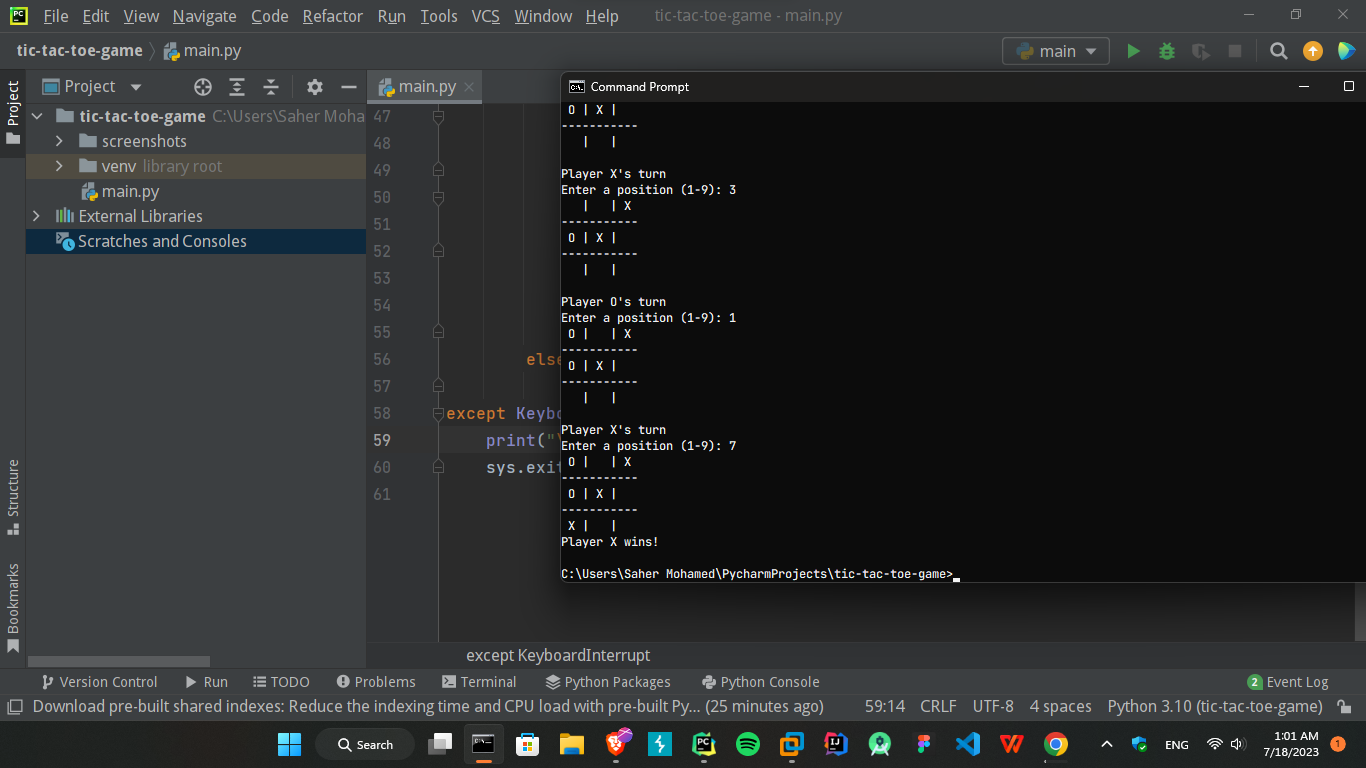 File Edit View Navigate Code Refactor Run Tools VCS Window Help tic-tac-toe-game - main.py
tic-tac-toe-game main.py main
Project main.py
Project
Structure
Bookmarks
tic-tac-toe-game C:\Users\Saher Moha
screenshots
venv library root
main.py
External Libraries
Scratches and Consoles
47
48
49
50
51
52
53
54
55
56 else
57
58 except Keybo
59 print("\
60 sys.exit
61
Command Prompt
O | X |
-----------
| |
Player X's turn
Enter a position (1-9): 3
| | X
-----------
O | X |
-----------
| |
Player O's turn
Enter a position (1-9): 1
O | | X
-----------
O | X |
-----------
| |
Player X's turn
Enter a position (1-9): 7
O | | X
-----------
O | X |
-----------
X | |
Player X wins!
C:\Users\Saher Mohamed\PycharmProjects\tic-tac-toe-game>
except KeyboardInterrupt
Version Control Run TODO Problems Terminal Python Packages Python Console 2 Event Log
Download pre-built shared indexes: Reduce the indexing time and CPU load with pre-built Py... (25 minutes ago) 59:14 CRLF UTF-8 4 spaces Python 3.10 (tic-tac-toe-game)
Search ENG 1:01 AM 1
7/18/2023